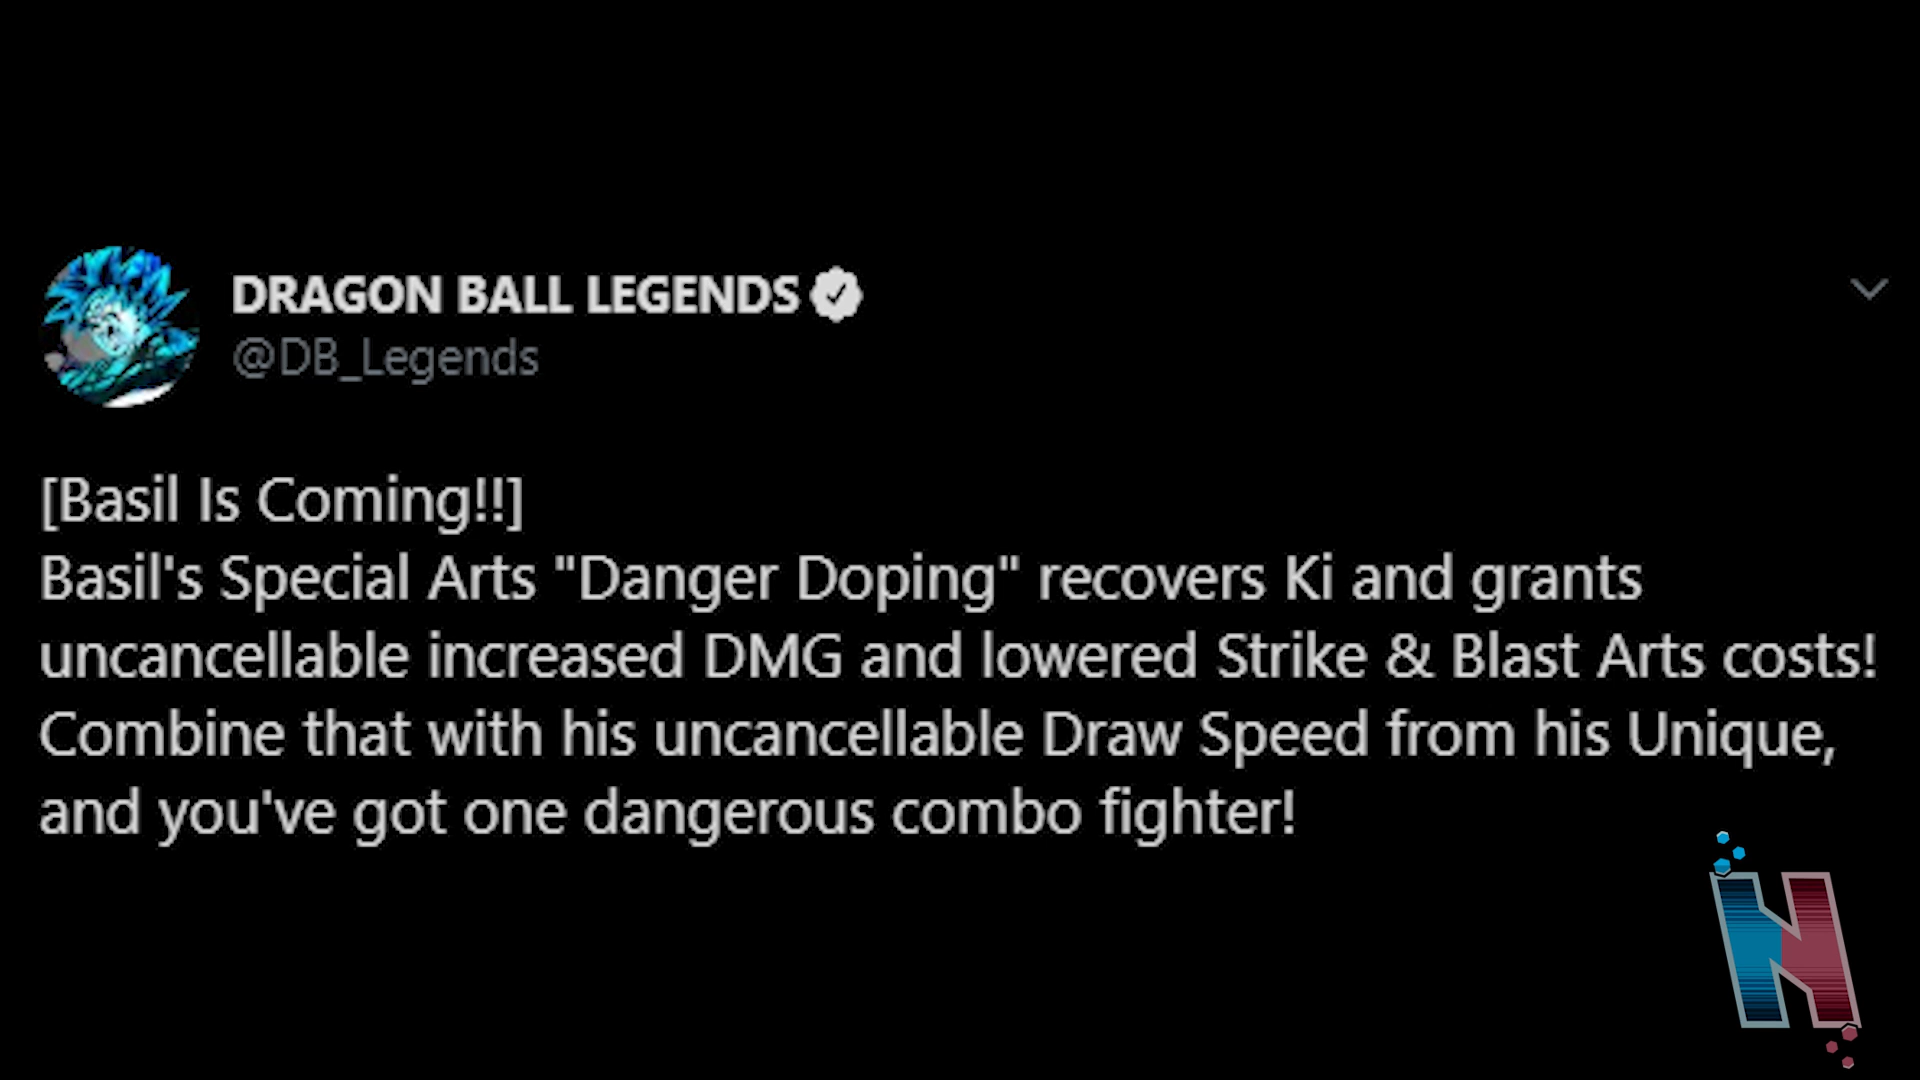 DRAGON BALL LEGENDS
@DB_Legends
[Basil Is Coming!!]
Basil's Special Arts "Danger Doping" recovers Ki and grants
uncancellable increased DMG and lowered Strike & Blast Arts costs!
Combine that with his uncancellable Draw Speed from his Unique,
and you've got one dangerous combo fighter!